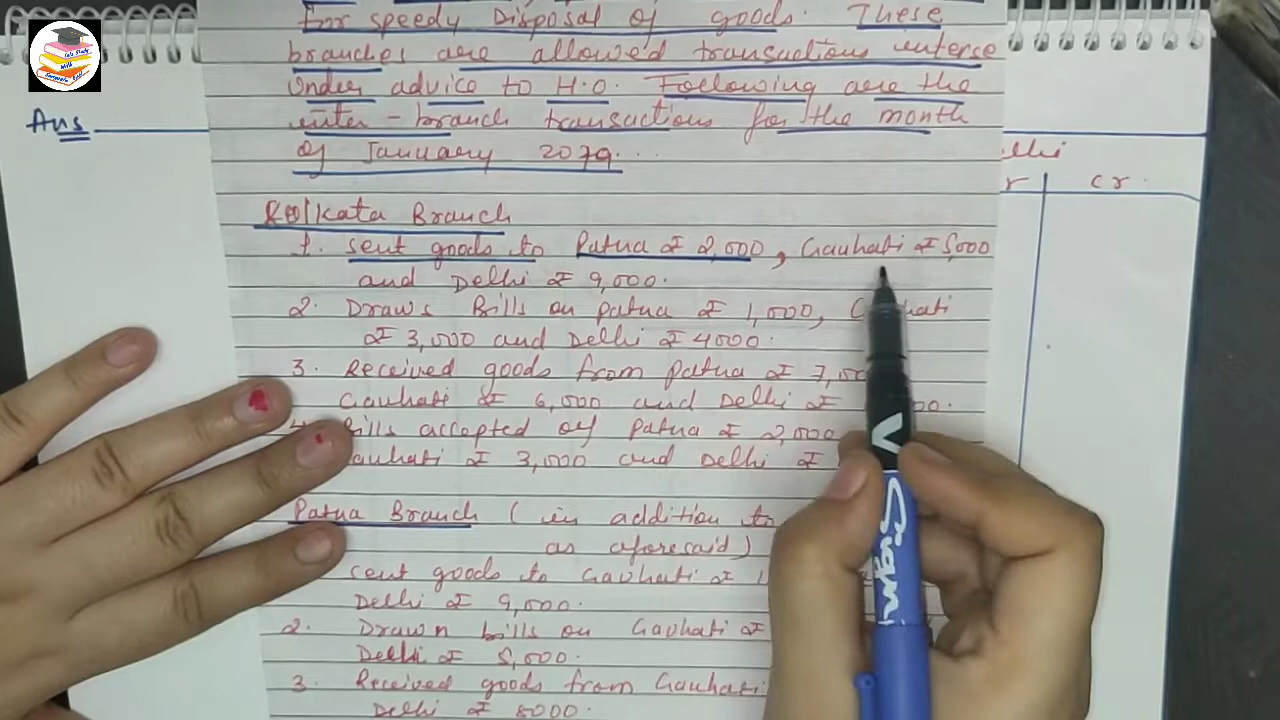 for speedy Disposal of goods. These
branches are allowed transactions interse
under advice to H.O. Following are the
inter-branch transactions for the month
of January 2079...
Ans
Cr.
Kolkata Branch
1. Sent goods to Patna ₹ 2,000, Gauhati ₹ 5,000
and Delhi ₹ 9,000.
2. Draws Bills on Patna ₹ 1,000,
₹ 3,000 and Delhi ₹ 4000.
3. Received goods from Patna ₹
Gauhati ₹ 6,000 and Delhi ₹
Bills accepted of Patna ₹ 2,000
₹ 3,000 and Delhi ₹
Patna Branch (in addition to
as aforesaid)
Sent goods to Gauhati ₹
Delhi ₹ 9,000.
2. Drawn bills on Gauhati ₹
Delhi ₹ 5,000.
3. Received goods from Gauhati
Delhi ₹ 8000.
Sigm